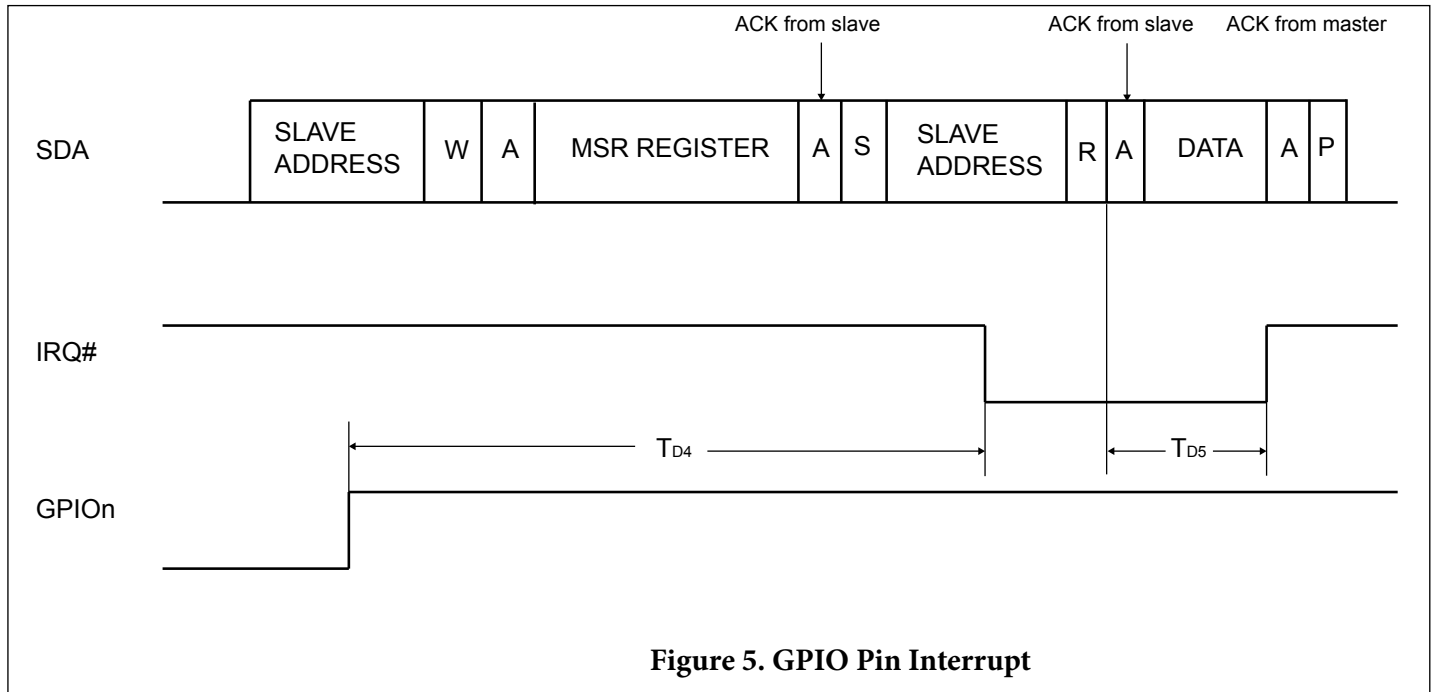 ACK from slave ACK from slave ACK from master
SDA
SLAVE
ADDRESS
W
A
MSR REGISTER
A
S
SLAVE
ADDRESS
R
A
DATA
A
P
IRQ#
TD4
TD5
GPIOn
Figure 5. GPIO Pin Interrupt